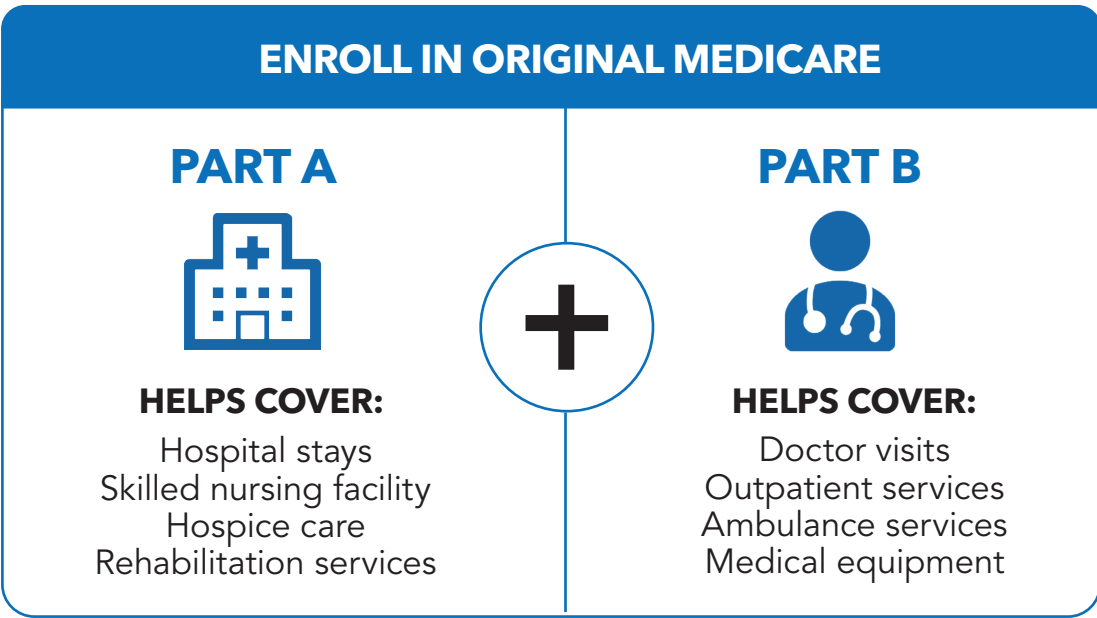 ENROLL IN ORIGINAL MEDICARE
PART A
HELPS COVER:
Hospital stays
Skilled nursing facility
Hospice care
Rehabilitation services
PART B
HELPS COVER:
Doctor visits
Outpatient services
Ambulance services
Medical equipment